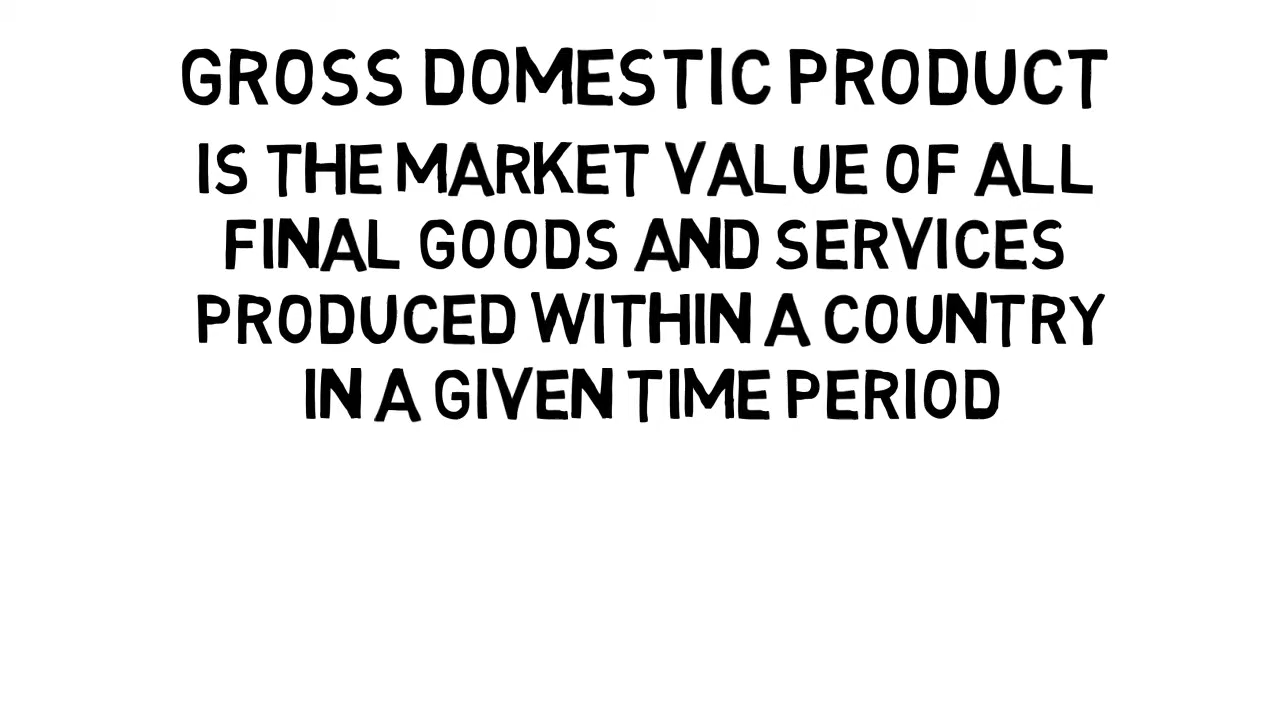 GROSS DOMESTIC PRODUCT
IS THE MARKET VALUE OF ALL
FINAL GOODS AND SERVICES
PRODUCED WITHIN A COUNTRY
IN A GIVEN TIME PERIOD